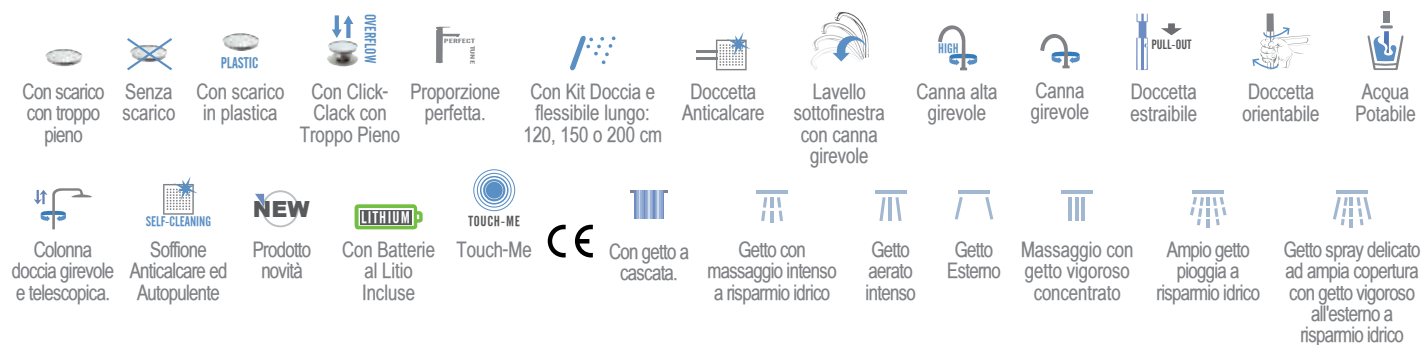 PLASTIC
OVERFLOW
PERFECT
TUNE
HIGH
PULL-OUT
Con scarico
con troppo
pieno
Senza
scarico
Con scarico
in plastica
Con Click-
Clack con
Troppo Pieno
Proporzione
perfetta.
Con Kit Doccia e
flessibile lungo:
120, 150 o 200 cm
Doccetta
Anticalcare
Lavello
sottofinestra
con canna
girevole
Canna alta
girevole
Canna
girevole
Doccetta
estraibile
Doccetta
orientabile
Acqua
Potabile
SELF-CLEANING
NEW
LITHIUM
TOUCH-ME
CE
Colonna
doccia girevole
e telescopica.
Soffione
Anticalcare ed
Autopulente
Prodotto
novità
Con Batterie
al Litio
Incluse
Touch-Me
Con getto a
cascata.
Getto con
massaggio intenso
a risparmio idrico
Getto
aerato
intenso
Getto
Esterno
Massaggio con
getto vigoroso
concentrato
Ampio getto
pioggia a
risparmio idrico
Getto spray delicato
ad ampia copertura
con getto vigoroso
all'esterno a
risparmio idrico